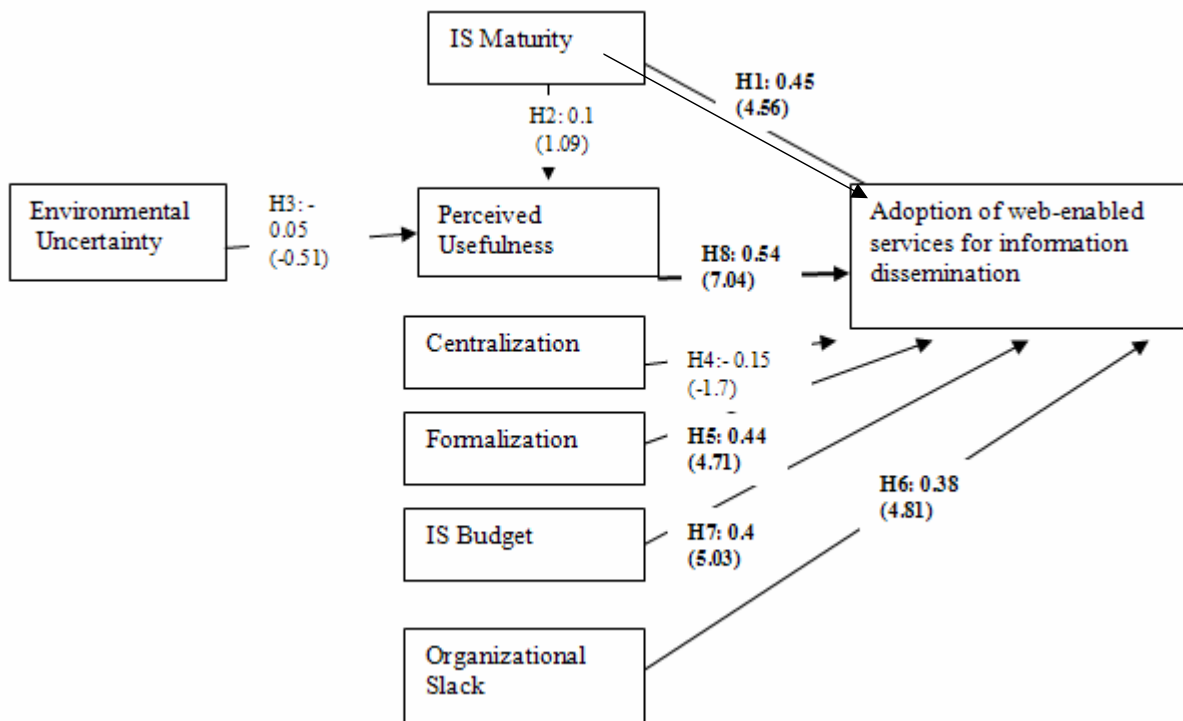 IS Maturity
H1: 0.45
(4.56)
H2: 0.1
(1.09)
Environmental
Uncertainty
H3: -
0.05
(-0.51)
Perceived
Usefulness
H8: 0.54
(7.04)
Adoption of web-enabled
services for information
dissemination
Centralization
H4:- 0.15
(-1.7)
Formalization
H5: 0.44
(4.71)
IS Budget
H7: 0.4
(5.03)
H6: 0.38
(4.81)
Organizational
Slack